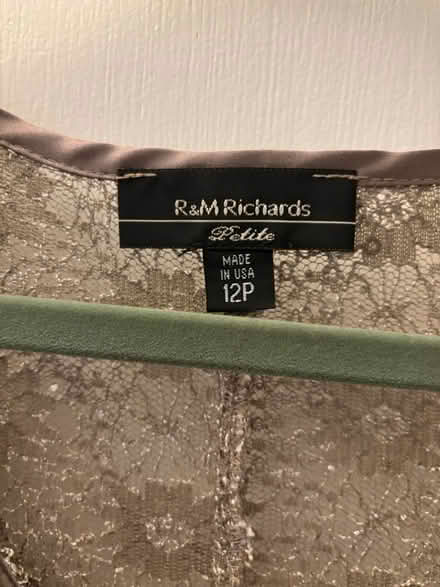 R&M Richards
Petite
MADE
IN USA
12P